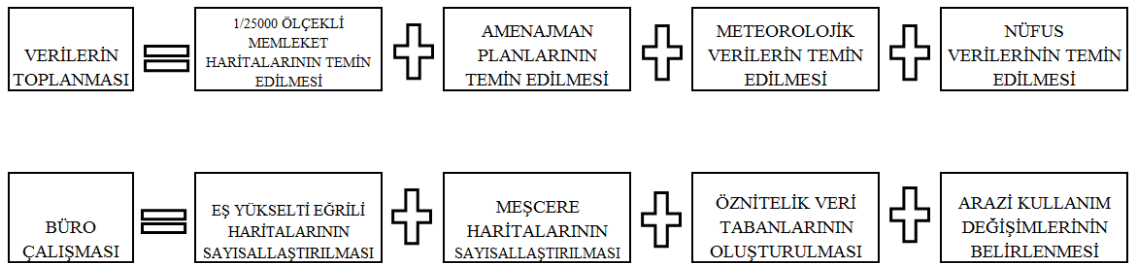 VERİLERİN
TOPLANMASI
1/25000 ÖLÇEKLİ
MEMLEKET
HARİTALARININ TEMİN
EDİLMESİ
AMENAJMAN
PLANLARININ
TEMİN EDİLMESİ
METEOROLOJİK
VERİLERİN TEMİN
EDİLMESİ
NÜFUS
VERİLERİNİN TEMİN
EDİLMESİ
BÜRO
ÇALIŞMASI
EŞ YÜKSELTİ EĞRİLİ
HARİTALARININ
SAYISALLAŞTIRILMASI
MEŞCERE
HARİTALARININ
SAYISALLAŞTIRILMASI
ÖZNİTELİK VERİ
TABANLARININ
OLUŞTURULMASI
ARAZİ KULLANIM
DEĞİŞİMLERİNİN
BELİRLENMESİ